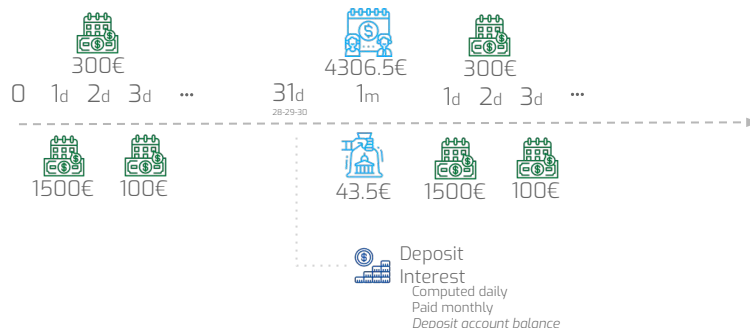 300€
4306.5€
300€
0 1d 2d 3d ... 31d 1m 1d 2d 3d ...
28-29-30
1500€ 100€ 43.5€ 1500€ 100€
Deposit
Interest
Computed daily
Paid monthly
Deposit account balance